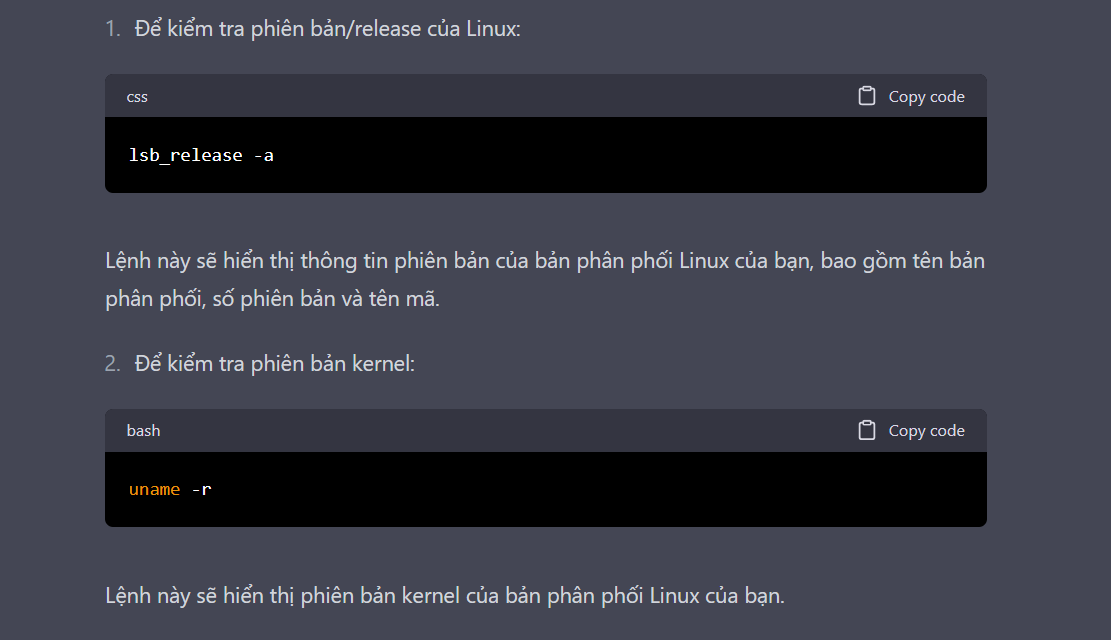 1. Để kiểm tra phiên bản/release của Linux:
css Copy code
lsb_release -a
Lệnh này sẽ hiển thị thông tin phiên bản của bản phân phối Linux của bạn, bao gồm tên bản
phân phối, số phiên bản và tên mã.
2. Để kiểm tra phiên bản kernel:
bash Copy code
uname -r
Lệnh này sẽ hiển thị phiên bản kernel của bản phân phối Linux của bạn.